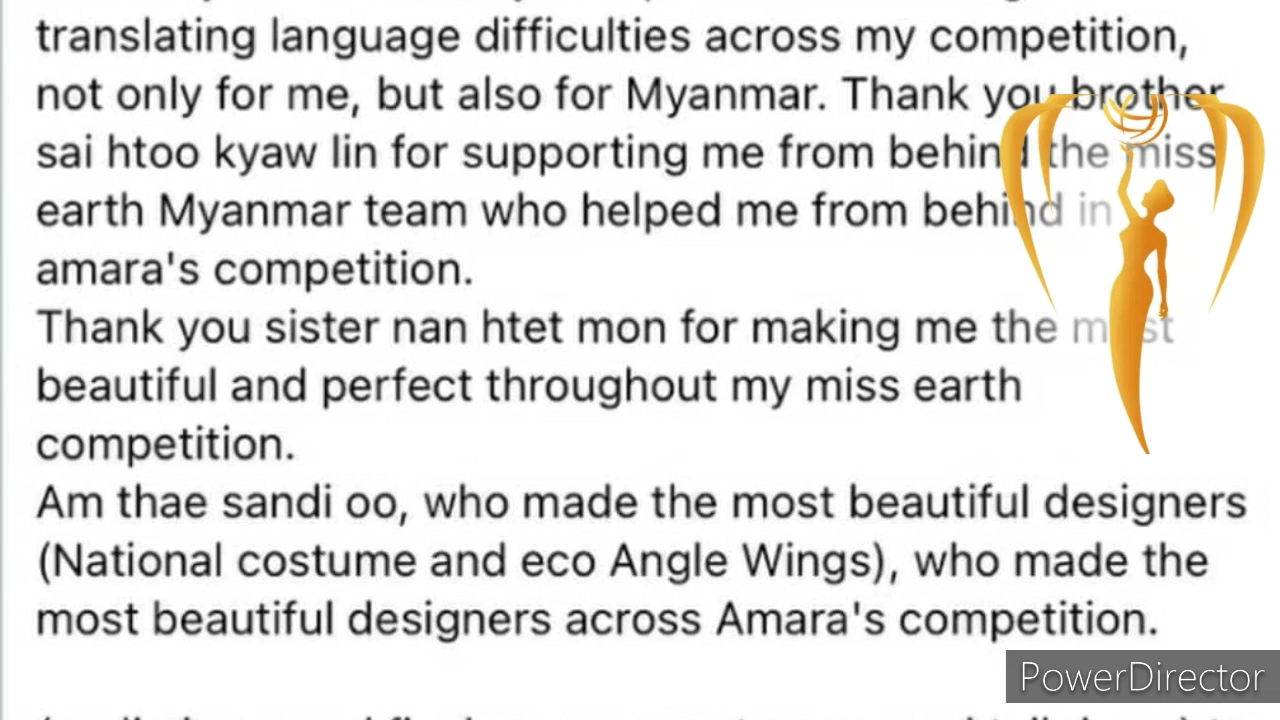 translating language difficulties across my competition,
not only for me, but also for Myanmar. Thank you brother
sai htoo kyaw lin for supporting me from behind the miss
earth Myanmar team who helped me from behind in
amara's competition.
Thank you sister nan htet mon for making me the most
beautiful and perfect throughout my miss earth
competition.
Am thae sandi oo, who made the most beautiful designers
(National costume and eco Angle Wings), who made the
most beautiful designers across Amara's competition.
PowerDirector